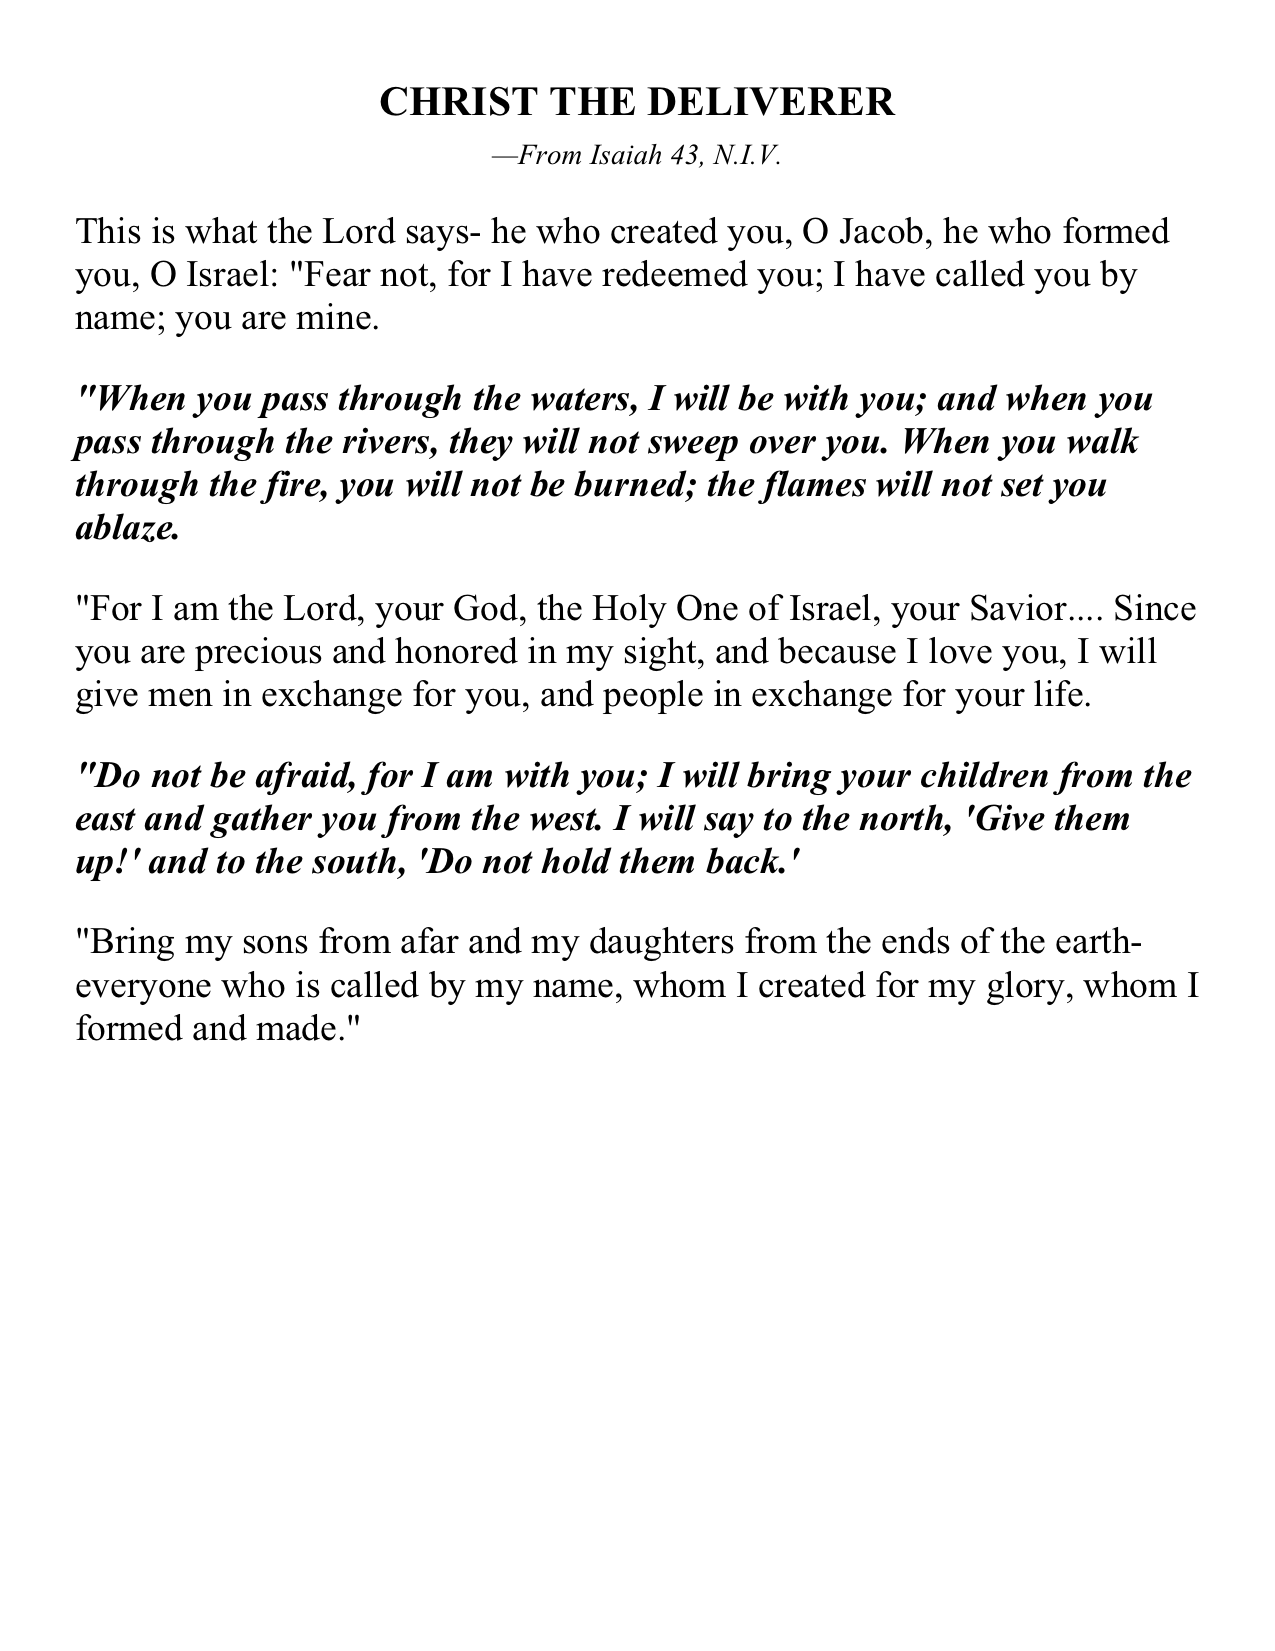 CHRIST THE DELIVERER
—From Isaiah 43, N.I.V.
This is what the Lord says- he who created you, O Jacob, he who formed
you, O Israel: "Fear not, for I have redeemed you; I have called you by
name; you are mine.
"When you pass through the waters, I will be with you; and when you
pass through the rivers, they will not sweep over you. When you walk
through the fire, you will not be burned; the flames will not set you
ablaze.
"For I am the Lord, your God, the Holy One of Israel, your Savior.... Since
you are precious and honored in my sight, and because I love you, I will
give men in exchange for you, and people in exchange for your life.
"Do not be afraid, for I am with you; I will bring your children from the
east and gather you from the west. I will say to the north, 'Give them
up!' and to the south, 'Do not hold them back.'
"Bring my sons from afar and my daughters from the ends of the earth-
everyone who is called by my name, whom I created for my glory, whom I
formed and made."